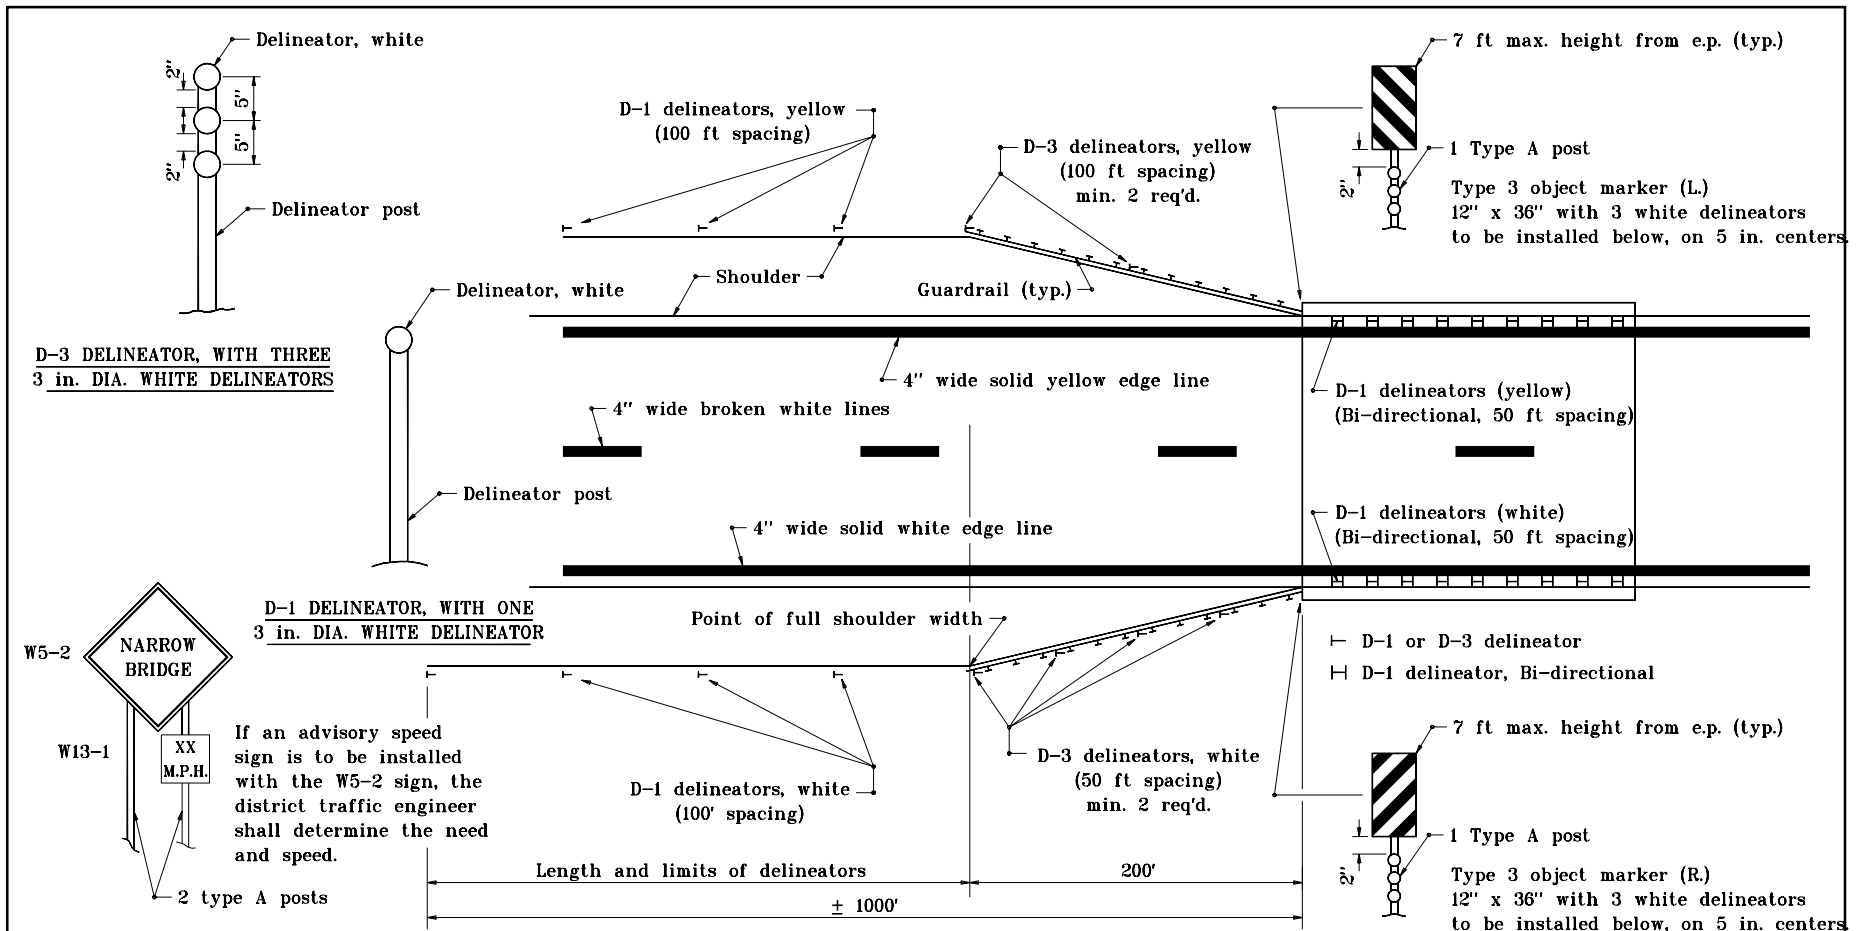 Delineator, white
2"
5"
5"
2"
Delineator post
D-3 DELINEATOR, WITH THREE
3 in. DIA. WHITE DELINEATORS
Delineator, white
Delineator post
D-1 DELINEATOR, WITH ONE
3 in. DIA. WHITE DELINEATOR
W5-2
NARROW
BRIDGE
W13-1
XX
M.P.H.
If an advisory speed
sign is to be installed
with the W5-2 sign, the
district traffic engineer
shall determine the need
and speed.
2 type A posts
D-1 delineators, yellow
(100 ft spacing)
D-3 delineators, yellow
(100 ft spacing)
min. 2 req'd.
Shoulder
Guardrail (typ.)
4" wide solid yellow edge line
4" wide broken white lines
4" wide solid white edge line
Point of full shoulder width
D-1 delineators, white
(100' spacing)
D-3 delineators, white
(50 ft spacing)
min. 2 req'd.
Length and limits of delineators
200'
± 1000'
7 ft max. height from e.p. (typ.)
1 Type A post
2"
Type 3 object marker (L.)
12" x 36" with 3 white delineators
to be installed below, on 5 in. centers.
D-1 delineators (yellow)
(Bi-directional, 50 ft spacing)
D-1 delineators (white)
(Bi-directional, 50 ft spacing)
D-1 or D-3 delineator
D-1 delineator, Bi-directional
7 ft max. height from e.p. (typ.)
1 Type A post
2"
Type 3 object marker (R.)
12" x 36" with 3 white delineators
to be installed below, on 5 in. centers.